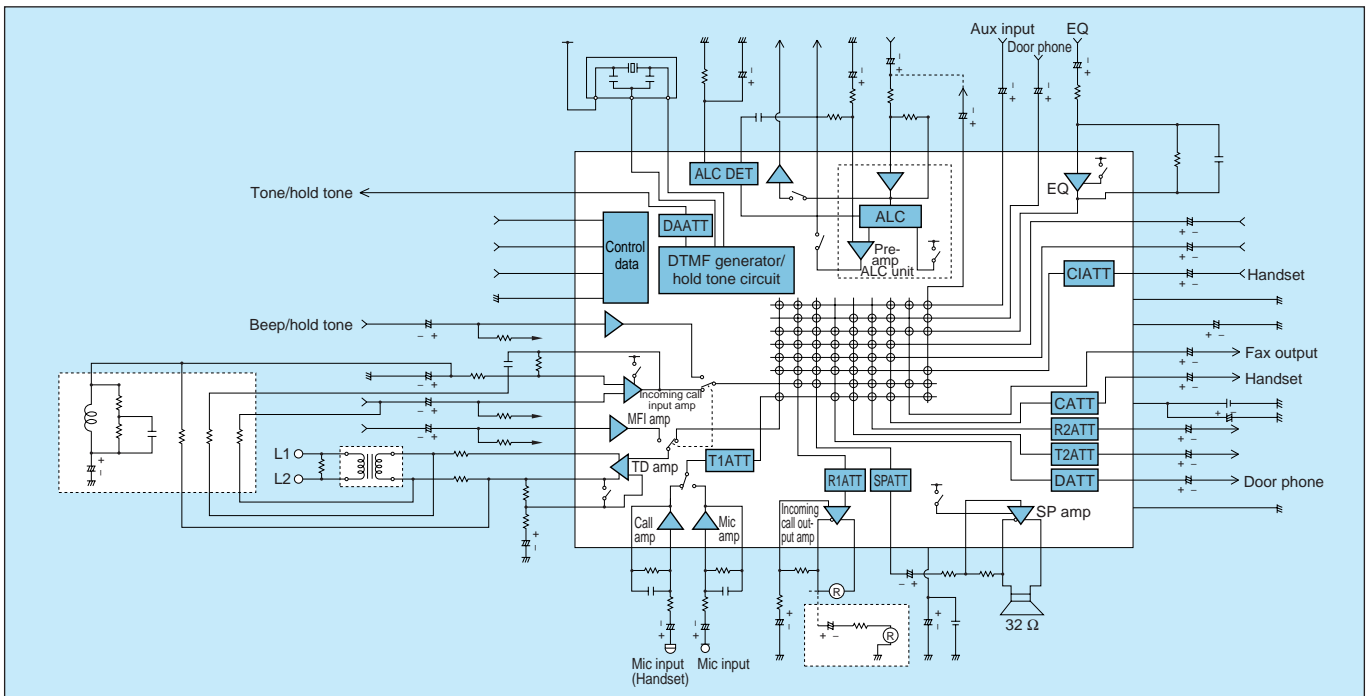 Aux input
EQ
Door phone
Tone/hold tone
ALC DET
EQ
ALC
DAATT
Control
data
DTMF generator/
hold tone circuit
Pre-
amp
ALC unit
CIATT
Handset
Beep/hold tone
Fax output
Incoming call
input amp
Handset
CATT
MFI amp
R2ATT
L1
TD amp
T1ATT
T2ATT
L2
R1ATT
SPATT
DATT
Door phone
Call
amp
Mic
amp
Incoming
call out-
put amp
SP amp
R
R
32 Ω
Mic input
(Handset)
Mic input